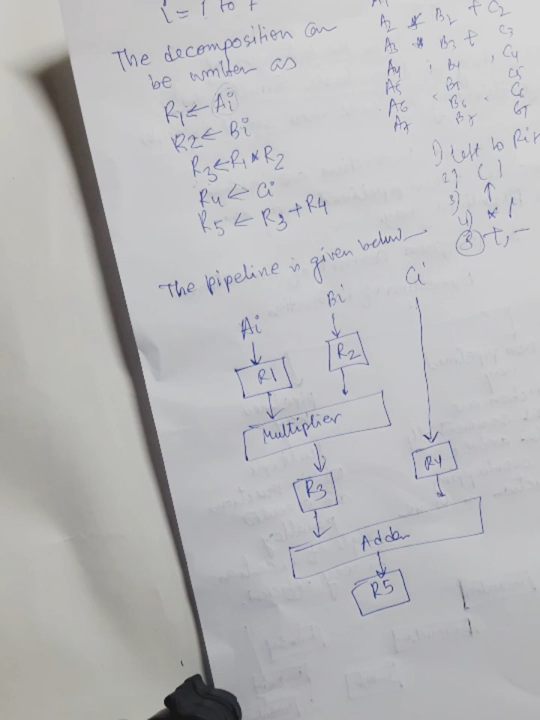 i = 1 to 7
The decomposition can
be written as
R1 ← Ai
R2 ← Bi
R3 ← R1 * R2
R4 ← Ci
R5 ← R3 + R4
A2 * B2 + C2
A3 * B3 + C3
A4 B4 C4
A5 B5 C5
A6 B6 C6
A7 B7 C7
1) left to
2) ( )
3) ↑
4) * /
5) +, -
The pipeline is given below
Ai Bi Ci
R1 R2
Multiplier
R3 R4
Adder
R5